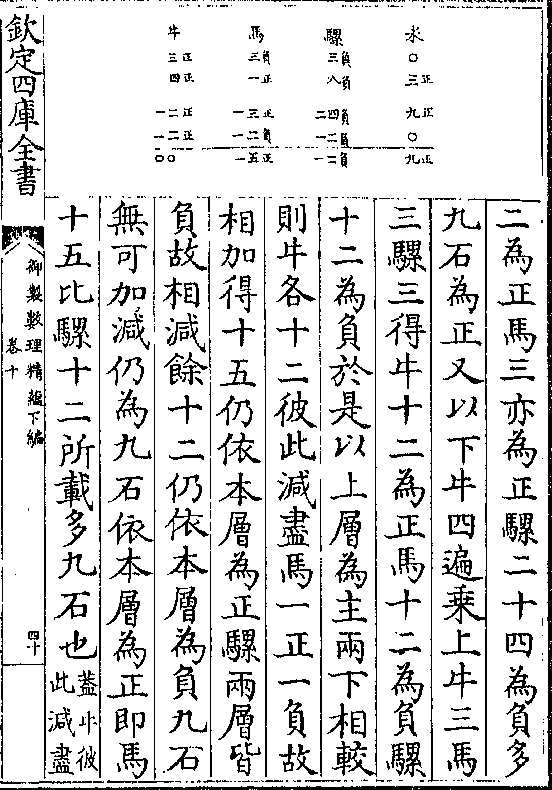 牛 馬 騾 米
三正 三負 三負 〇
四正 一正 八負 三正
一二正 三正 二四負 九正
一二正 一二負 一二負 〇
〇〇 一五正 一二負 九正
二為正馬三亦為正騾二十四為負多
九石為正又以下牛四遍乗上牛三馬
三騾三得牛十二為正馬十二為負騾
十二為負於是以上層為主兩下相較
則牛各十二彼此減盡馬一正一負故
相加得十五仍依本層為正騾兩層皆
負故相減餘十二仍依本層為負九石
無可加減仍為九石依本層為正即馬
十五比騾十二所載多九石也蓋牛彼
此減盡
欽定四庫全書
御製數理精蘊下編
卷十
四十